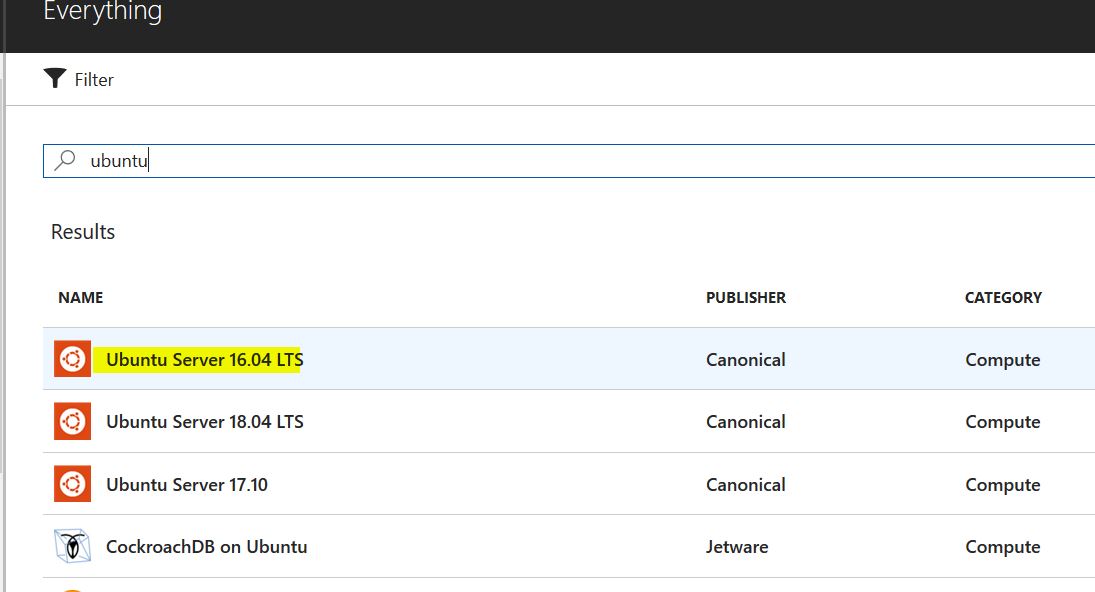 Everything
Filter
ubuntu
Results
NAME PUBLISHER CATEGORY
Ubuntu Server 16.04 LTS Canonical Compute
Ubuntu Server 18.04 LTS Canonical Compute
Ubuntu Server 17.10 Canonical Compute
CockroachDB on Ubuntu Jetware Compute